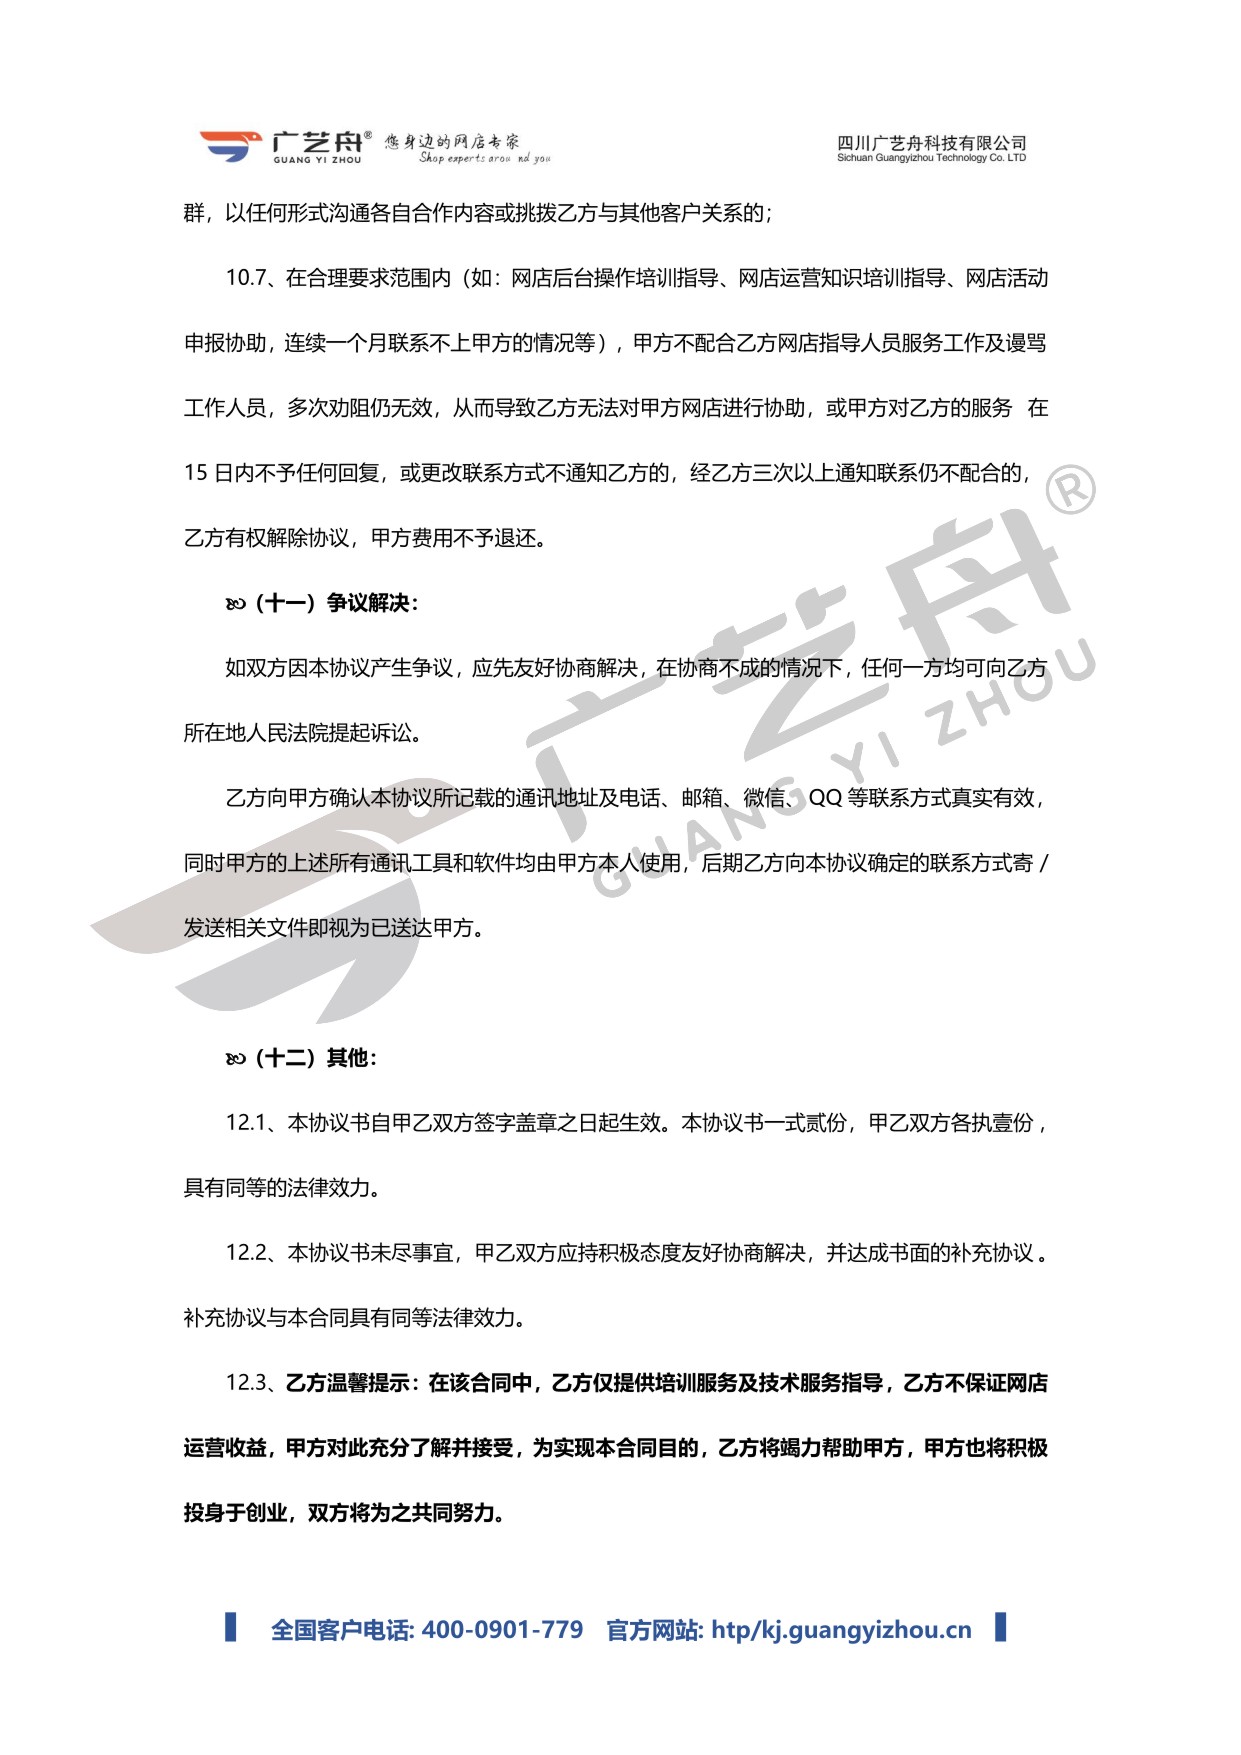 广艺舟® 您身边的网店专家
GUANG YI ZHOU Shop experts arou nd you
四川广艺舟科技有限公司
Sichuan Guangyizhou Technology Co. LTD
群，以任何形式沟通各自合作内容或挑拨乙方与其他客户关系的；
10.7、在合理要求范围内（如：网店后台操作培训指导、网店运营知识培训指导、网店活动
申报协助，连续一个月联系不上甲方的情况等），甲方不配合乙方网店指导人员服务工作及谩骂
工作人员，多次劝阻仍无效，从而导致乙方无法对甲方网店进行协助，或甲方对乙方的服务 在
15 日内不予任何回复，或更改联系方式不通知乙方的，经乙方三次以上通知联系仍不配合的，
乙方有权解除协议，甲方费用不予退还。
（十一）争议解决：
如双方因本协议产生争议，应先友好协商解决，在协商不成的情况下，任何一方均可向乙方
所在地人民法院提起诉讼。
乙方向甲方确认本协议所记载的通讯地址及电话、邮箱、微信、QQ 等联系方式真实有效，
同时甲方的上述所有通讯工具和软件均由甲方本人使用，后期乙方向本协议确定的联系方式寄 /
发送相关文件即视为已送达甲方。
（十二）其他：
12.1、本协议书自甲乙双方签字盖章之日起生效。本协议书一式贰份，甲乙双方各执壹份，
具有同等的法律效力。
12.2、本协议书未尽事宜，甲乙双方应持积极态度友好协商解决，并达成书面的补充协议。
补充协议与本合同具有同等法律效力。
12.3、乙方温馨提示：在该合同中，乙方仅提供培训服务及技术服务指导，乙方不保证网店
运营收益，甲方对此充分了解并接受，为实现本合同目的，乙方将竭力帮助甲方，甲方也将积极
投身于创业，双方将为之共同努力。
广艺舟®
GUANG YI ZHOU
全国客户电话: 400-0901-779 官方网站: htp/kj.guangyizhou.cn